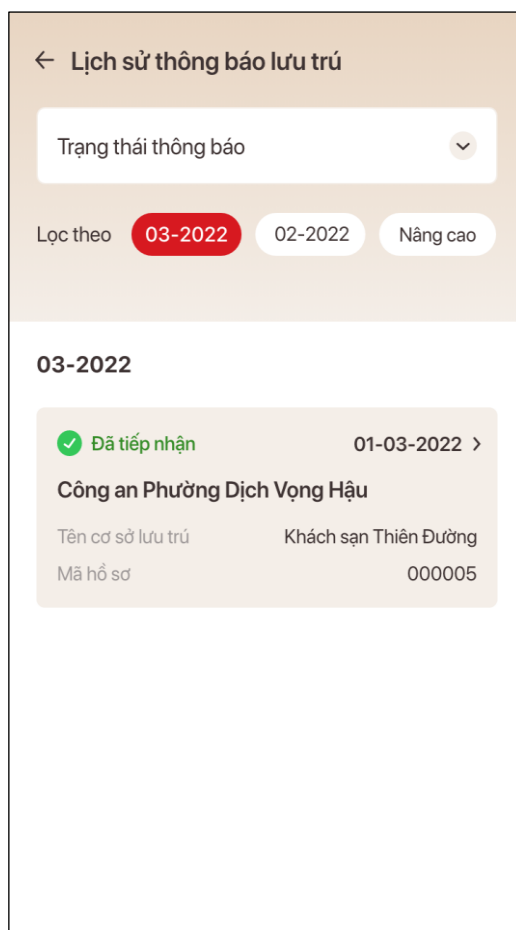 Lịch sử thông báo lưu trú
Trạng thái thông báo
Lọc theo 03-2022 02-2022 Nâng cao
03-2022
Đã tiếp nhận 01-03-2022
Công an Phường Dịch Vọng Hậu
Tên cơ sở lưu trú Khách sạn Thiên Đường
Mã hồ sơ 000005